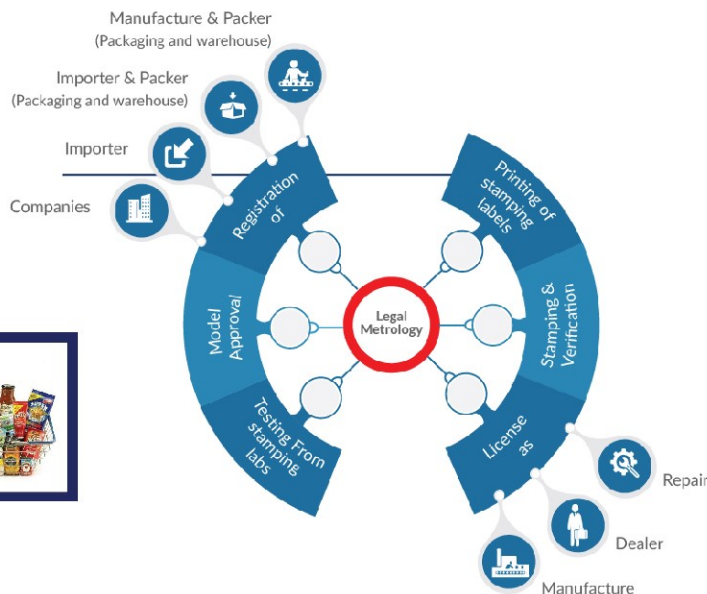 Manufacture & Packer
(Packaging and warehouse)
Importer & Packer
(Packaging and warehouse)
Importer
Companies
Registration
of
Model
Approval
Testing From
stamping
labs
Legal
Metrology
Printing of
stamping
labels
Stamping &
Verification
License
as
Repair
Dealer
Manufacture